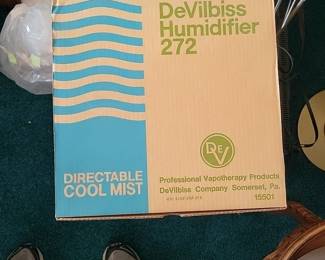 DeVilbiss
Humidifier
272
DeV
DIRECTABLE
COOL MIST
Professional Vapotherapy Products
DeVilbiss Company Somerset, Pa.
15501